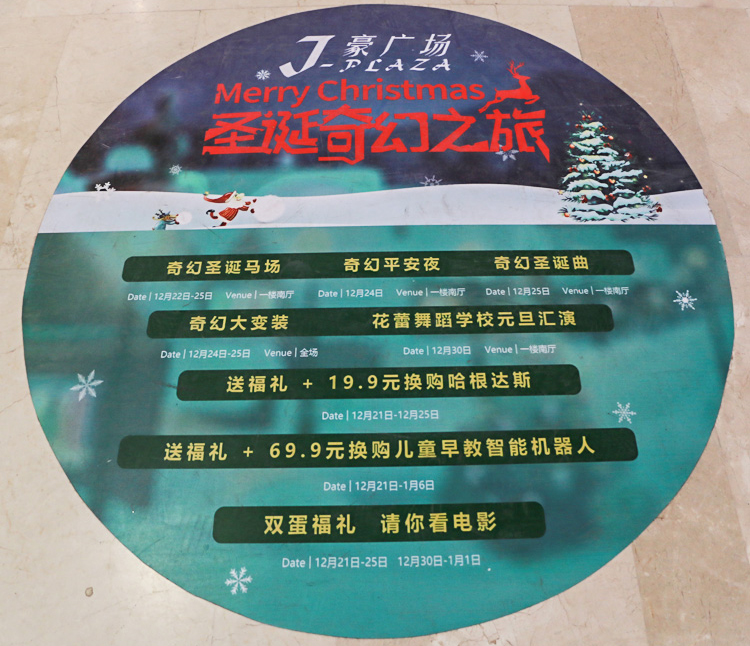 J-豪广场
J-PLAZA
Merry Christmas
圣诞奇幻之旅
奇幻圣诞马场 奇幻平安夜 奇幻圣诞曲
Date | 12月22日-25日 Venue | 一楼南厅 Date | 12月24日 Venue | 一楼南厅 Date | 12月25日 Venue | 一楼南厅
奇幻大变装 花蕾舞蹈学校元旦汇演
Date | 12月24日-25日 Venue | 全场 Date | 12月30日 Venue | 一楼南厅
送福礼 + 19.9元换购哈根达斯
Date | 12月21日-12月25日
送福礼 + 69.9元换购儿童早教智能机器人
Date | 12月21日-1月6日
双蛋福礼 请你看电影
Date | 12月21日-25日 12月30日-1月1日